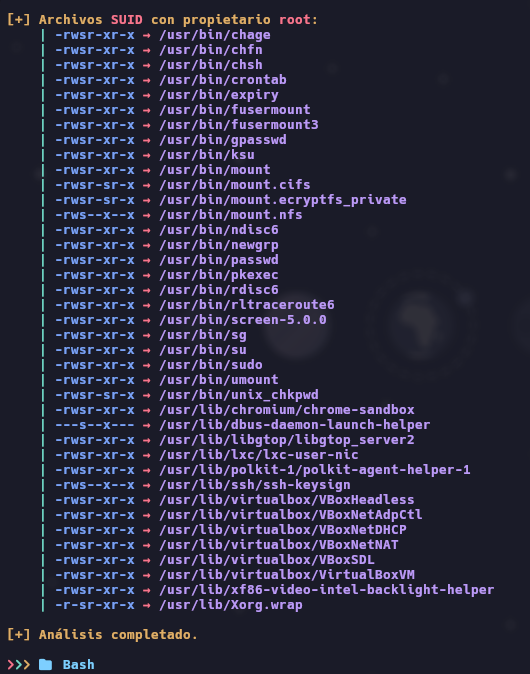 [+] Archivos SUID con propietario root:
| -rwsr-xr-x → /usr/bin/chage
| -rwsr-xr-x → /usr/bin/chfn
| -rwsr-xr-x → /usr/bin/chsh
| -rwsr-xr-x → /usr/bin/crontab
| -rwsr-xr-x → /usr/bin/expiry
| -rwsr-xr-x → /usr/bin/fusermount
| -rwsr-xr-x → /usr/bin/fusermount3
| -rwsr-xr-x → /usr/bin/gpasswd
| -rwsr-xr-x → /usr/bin/ksu
| -rwsr-xr-x → /usr/bin/mount
| -rwsr-sr-x → /usr/bin/mount.cifs
| -rwsr-sr-x → /usr/bin/mount.ecryptfs_private
| -rws--x--x → /usr/bin/mount.nfs
| -rwsr-xr-x → /usr/bin/ndisc6
| -rwsr-xr-x → /usr/bin/newgrp
| -rwsr-xr-x → /usr/bin/passwd
| -rwsr-xr-x → /usr/bin/pkexec
| -rwsr-xr-x → /usr/bin/rdisc6
| -rwsr-xr-x → /usr/bin/rltraceroute6
| -rwsr-xr-x → /usr/bin/screen-5.0.0
| -rwsr-xr-x → /usr/bin/sg
| -rwsr-xr-x → /usr/bin/su
| -rwsr-xr-x → /usr/bin/sudo
| -rwsr-xr-x → /usr/bin/umount
| -rwsr-sr-x → /usr/bin/unix_chkpwd
| -rwsr-xr-x → /usr/lib/chromium/chrome-sandbox
| ---s--x--- → /usr/lib/dbus-daemon-launch-helper
| -rwsr-xr-x → /usr/lib/libgtop/libgtop_server2
| -rwsr-xr-x → /usr/lib/lxc/lxc-user-nic
| -rwsr-xr-x → /usr/lib/polkit-1/polkit-agent-helper-1
| -rws--x--x → /usr/lib/ssh/ssh-keysign
| -rwsr-xr-x → /usr/lib/virtualbox/VBoxHeadless
| -rwsr-xr-x → /usr/lib/virtualbox/VBoxNetAdpCtl
| -rwsr-xr-x → /usr/lib/virtualbox/VBoxNetDHCP
| -rwsr-xr-x → /usr/lib/virtualbox/VBoxNetNAT
| -rwsr-xr-x → /usr/lib/virtualbox/VBoxSDL
| -rwsr-xr-x → /usr/lib/virtualbox/VirtualBoxVM
| -rwsr-xr-x → /usr/lib/xf86-video-intel-backlight-helper
| -r-sr-xr-x → /usr/lib/Xorg.wrap
[+] Análisis completado.
❯❯❯ Bash